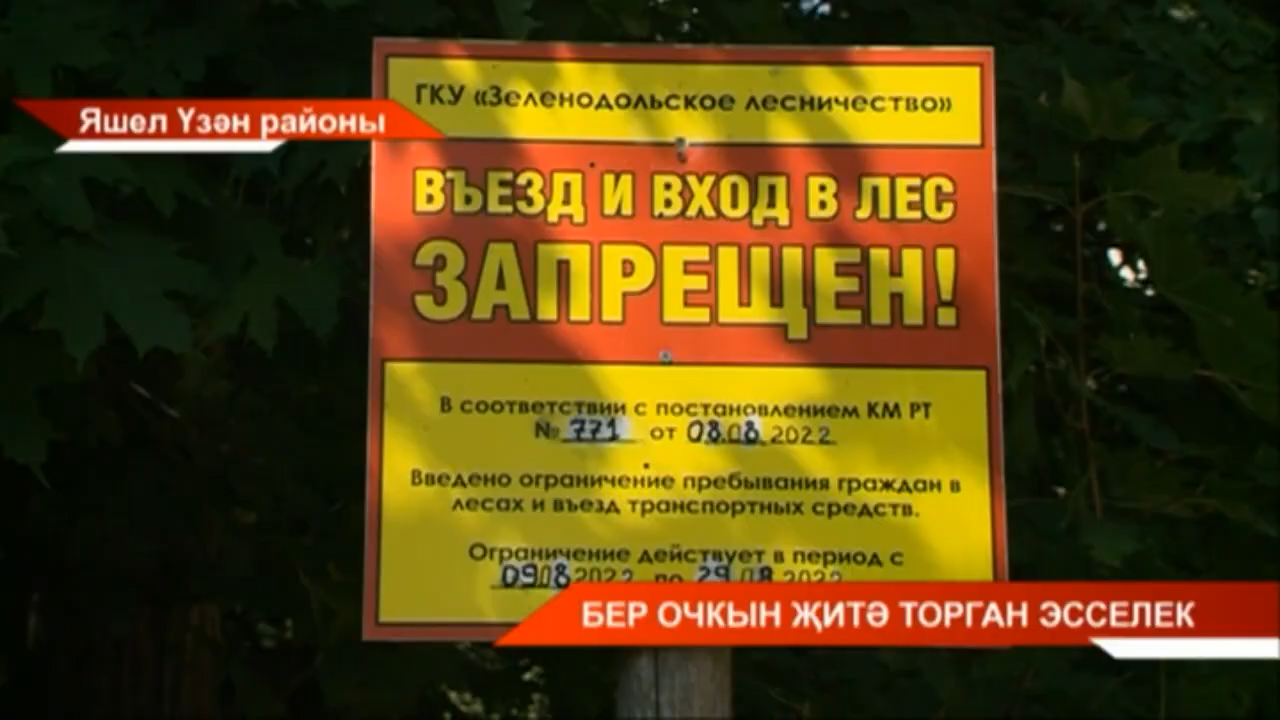 ГКУ «Зеленодольское лесничество»
Яшел Үзән районы
ВЪЕЗД И ВХОД В ЛЕС
ЗАПРЕЩЕН!
В соответствии с постановлением КМ РТ
№ 771 от 08.08.2022
Введено ограничение пребывания граждан в
лесах и въезд транспортных средств.
Ограничение действует в период с
09.08 2022 по 29.08 2022
БЕР ОЧКЫН ҖИТӘ ТОРГАН ЭССЕЛЕК